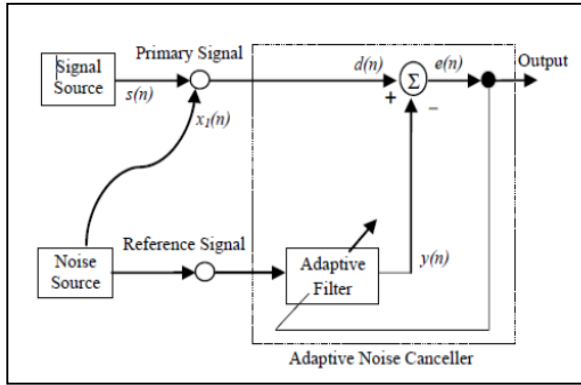 Primary Signal
Signal
Source
s(n)
x₁(n)
d(n)
Σ
e(n)
Output
+
−
Reference Signal
Noise
Source
Adaptive
Filter
y(n)
Adaptive Noise Canceller